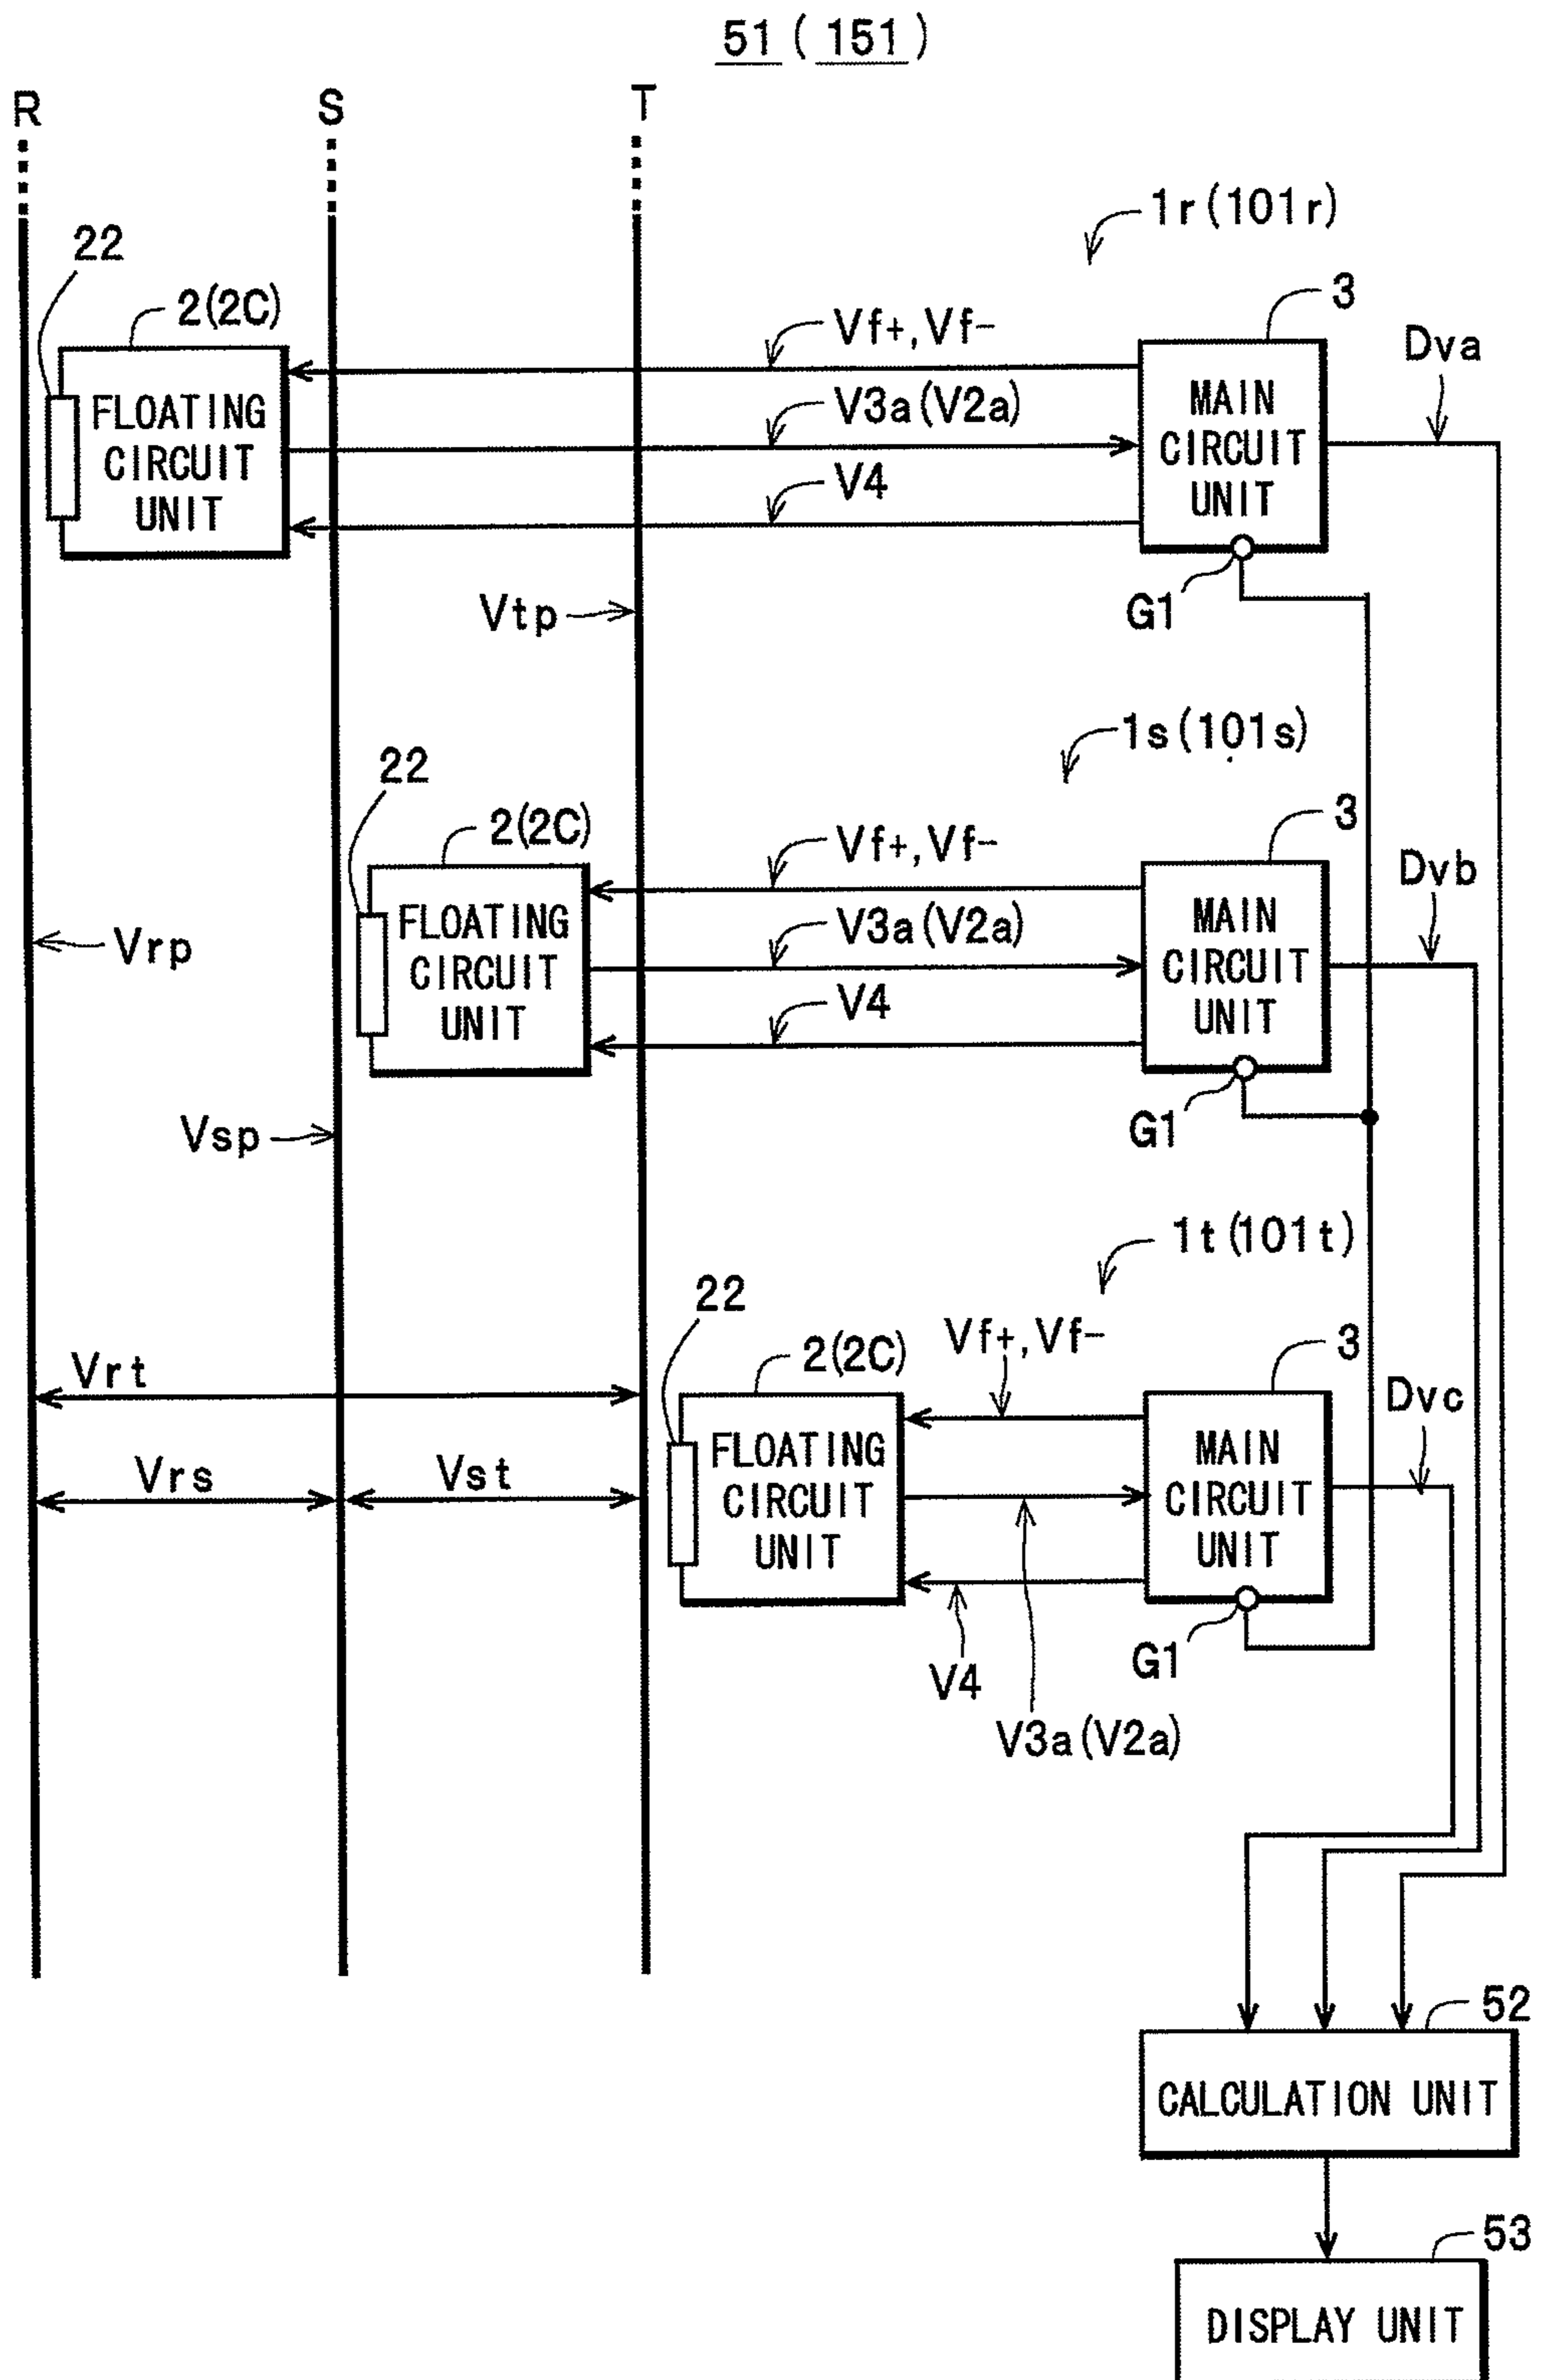 51 (151)
R
S
T
1r (101r)
22
2(2C)
3
Vf+,Vf-
Dva
FLOATING
CIRCUIT
UNIT
V3a (V2a)
MAIN
CIRCUIT
UNIT
V4
G1
Vtp
1s (101s)
22
2(2C)
3
Vf+,Vf-
Dvb
FLOATING
CIRCUIT
UNIT
V3a (V2a)
MAIN
CIRCUIT
UNIT
Vrp
V4
G1
Vsp
1t (101t)
22
2(2C)
Vf+,Vf-
3
Vrt
Dvc
FLOATING
CIRCUIT
UNIT
MAIN
CIRCUIT
UNIT
Vrs
Vst
G1
V4
V3a (V2a)
52
CALCULATION UNIT
53
DISPLAY UNIT